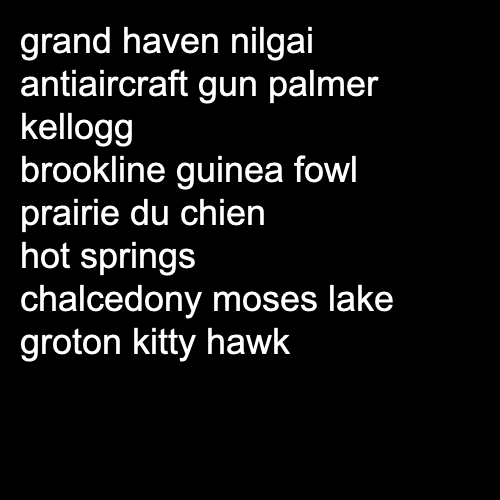 grand haven nilgai
antiaircraft gun palmer
kellogg
brookline guinea fowl
prairie du chien
hot springs
chalcedony moses lake
groton kitty hawk